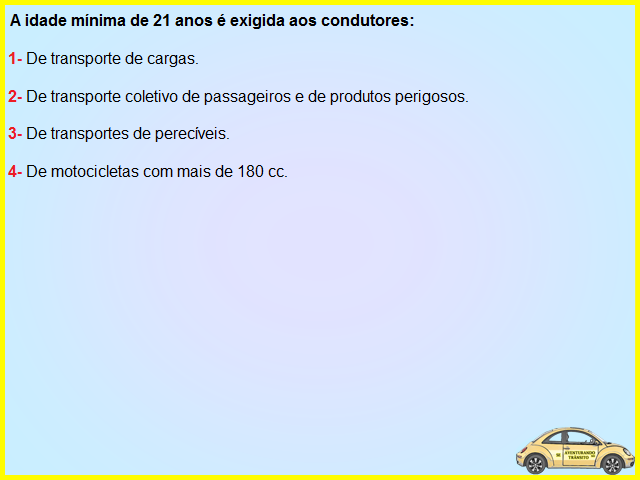 A idade mínima de 21 anos é exigida aos condutores:
1- De transporte de cargas.
2- De transporte coletivo de passageiros e de produtos perigosos.
3- De transportes de perecíveis.
4- De motocicletas com mais de 180 cc.
AVENTURANDO
TRÂNSITO